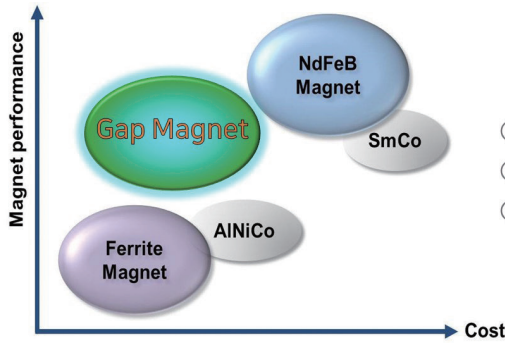 Magnet performance
NdFeB
Magnet
Gap Magnet
SmCo
AlNiCo
Ferrite
Magnet
Cost